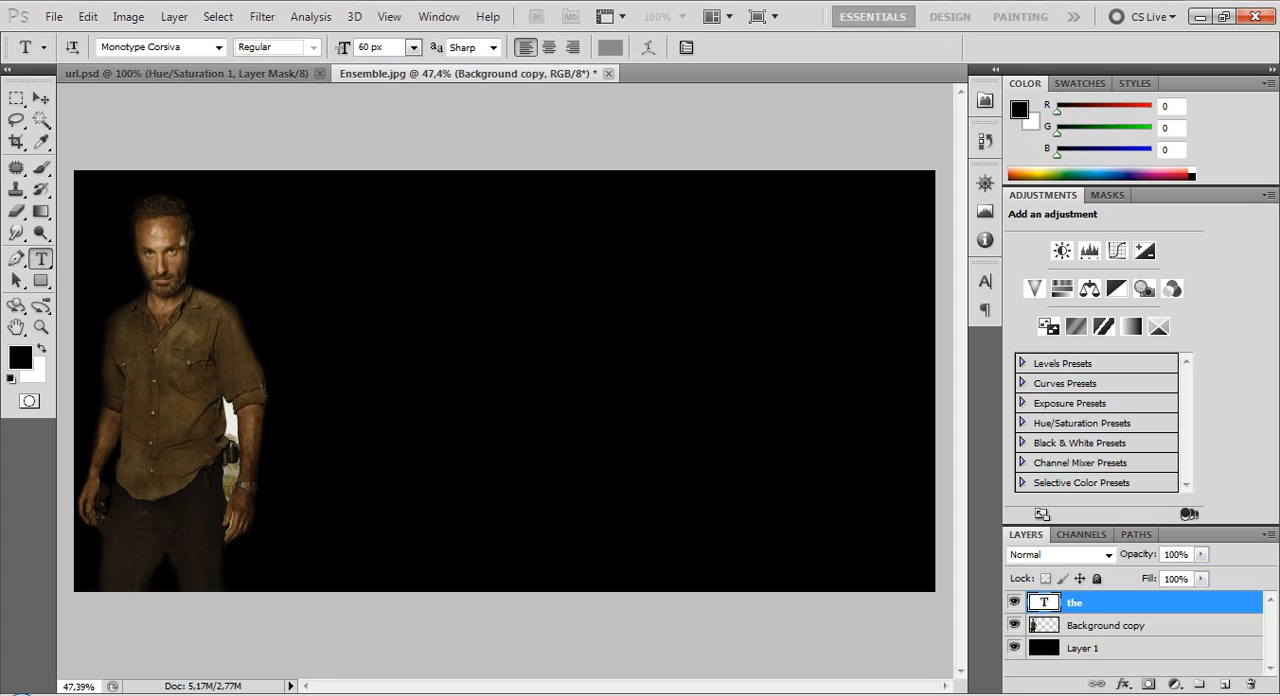 Ps File Edit Image Layer Select Filter Analysis 3D View Window Help Br Mb 100% ESSENTIALS DESIGN PAINTING CS Live
T Monotype Corsiva Regular 60 px aa Sharp
url.psd @ 100% (Hue/Saturation 1, Layer Mask/8) Ensemble.jpg @ 47,4% (Background copy, RGB/8*) *
COLOR SWATCHES STYLES
R 0
G 0
B 0
ADJUSTMENTS MASKS
Add an adjustment
Levels Presets
Curves Presets
Exposure Presets
Hue/Saturation Presets
Black & White Presets
Channel Mixer Presets
Selective Color Presets
LAYERS CHANNELS PATHS
Normal Opacity: 100%
Lock: Fill: 100%
T the
Background copy
Layer 1
47,39% Doc: 5,17M/2,77M